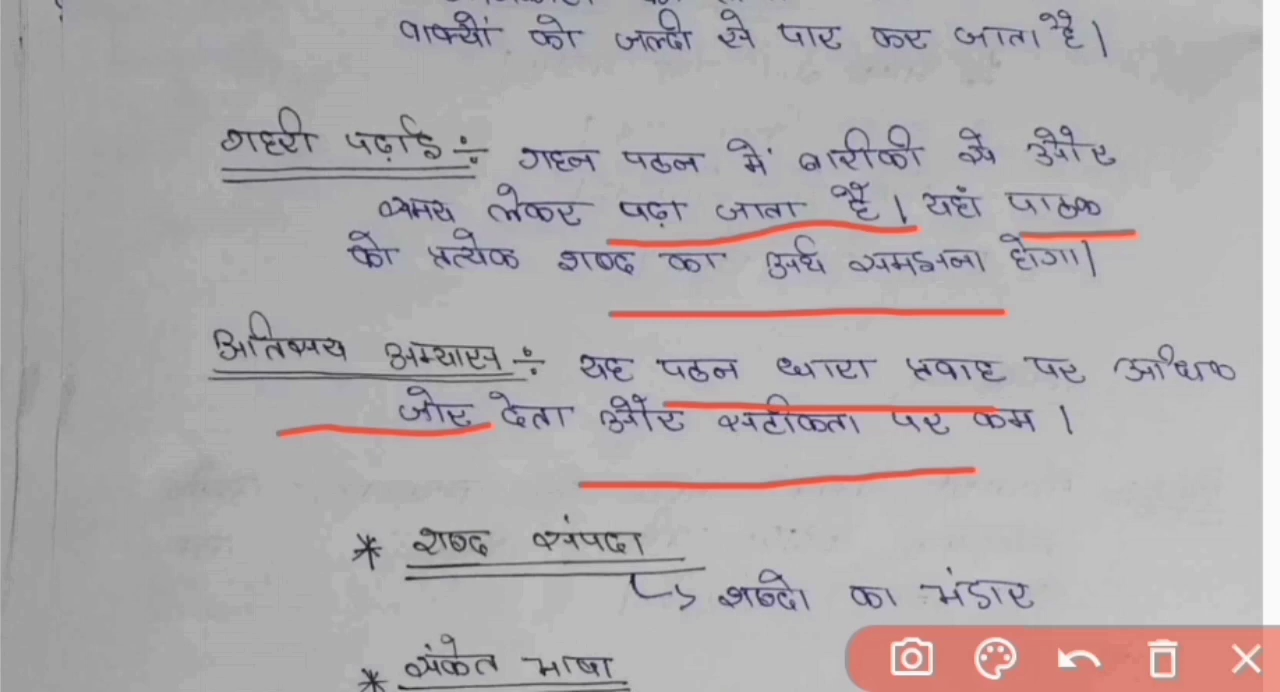 वाक्यों को जल्दी से पार कर जाता है।
गहरी पढ़ाई ÷ गहन पठन में बारीकी से और
समय लेकर पढ़ा जाता है। यहाँ पाठक
को प्रत्येक शब्द का अर्थ समझना होगा।
अतिशय अभ्यास ÷ यह पठन धारा प्रवाह पर अधिक
जोर देता और सटीकता पर कम।
* शब्द संपदा
↳ शब्दो का भंडार
* संकेत भाषा